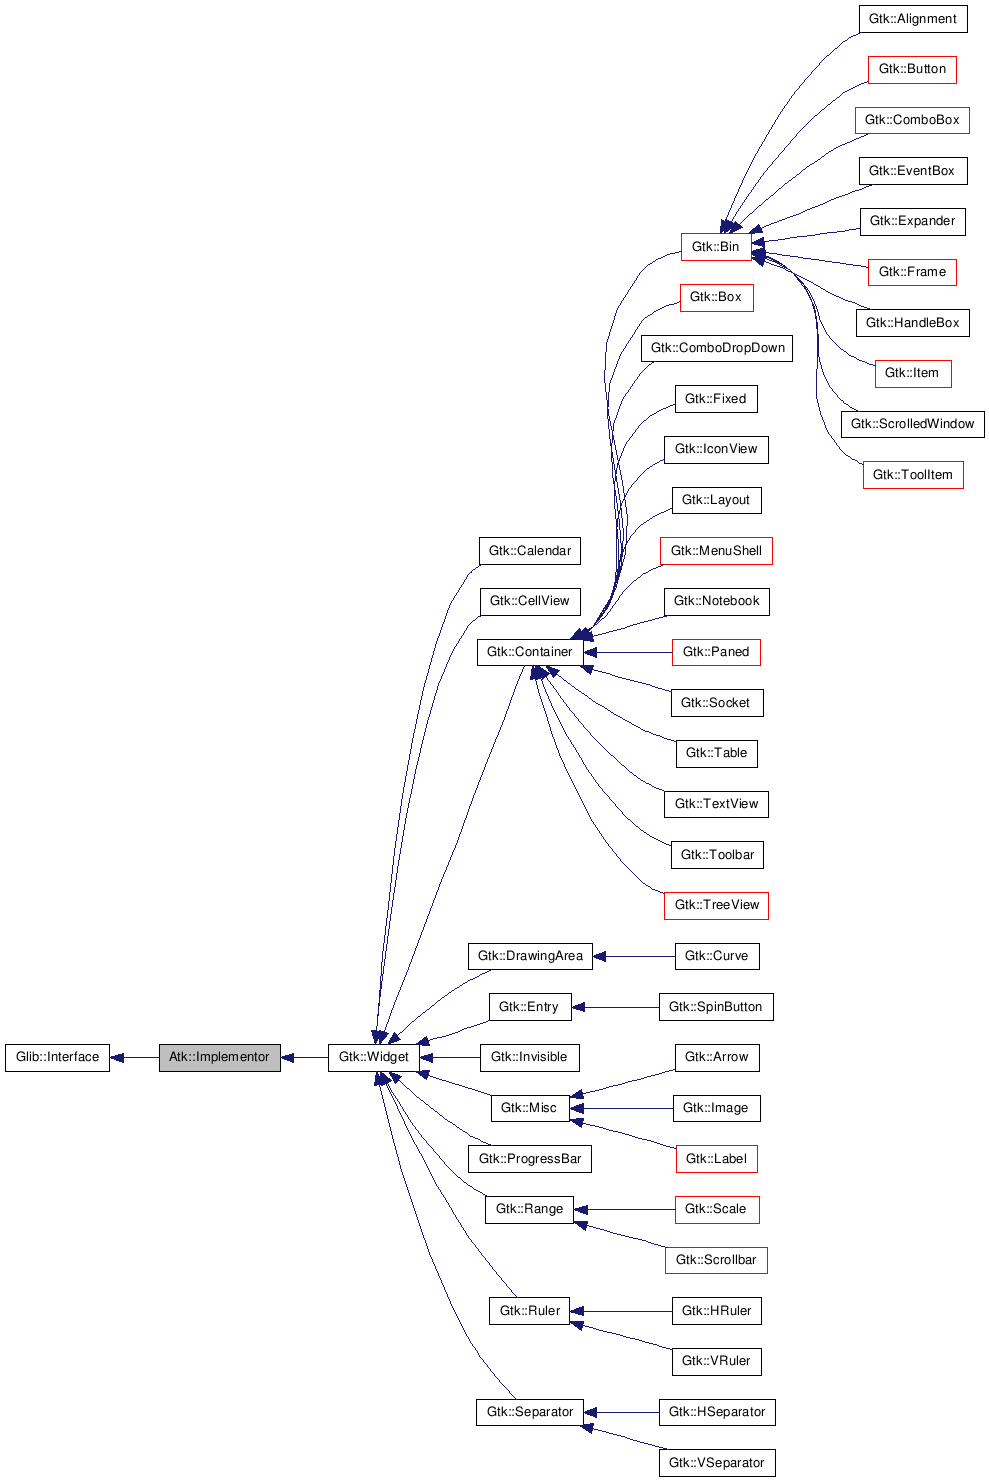 Gtk::Alignment
Gtk::Button
Gtk::ComboBox
Gtk::EventBox
Gtk::Expander
Gtk::Bin
Gtk::Frame
Gtk::Box
Gtk::HandleBox
Gtk::ComboDropDown
Gtk::Item
Gtk::Fixed
Gtk::ScrolledWindow
Gtk::IconView
Gtk::ToolItem
Gtk::Layout
Gtk::Calendar
Gtk::MenuShell
Gtk::CellView
Gtk::Notebook
Gtk::Container
Gtk::Paned
Gtk::Socket
Gtk::Table
Gtk::TextView
Gtk::Toolbar
Gtk::TreeView
Gtk::DrawingArea
Gtk::Curve
Gtk::Entry
Gtk::SpinButton
Glib::Interface
Atk::Implementor
Gtk::Widget
Gtk::Invisible
Gtk::Arrow
Gtk::Misc
Gtk::Image
Gtk::ProgressBar
Gtk::Label
Gtk::Range
Gtk::Scale
Gtk::Scrollbar
Gtk::Ruler
Gtk::HRuler
Gtk::VRuler
Gtk::Separator
Gtk::HSeparator
Gtk::VSeparator